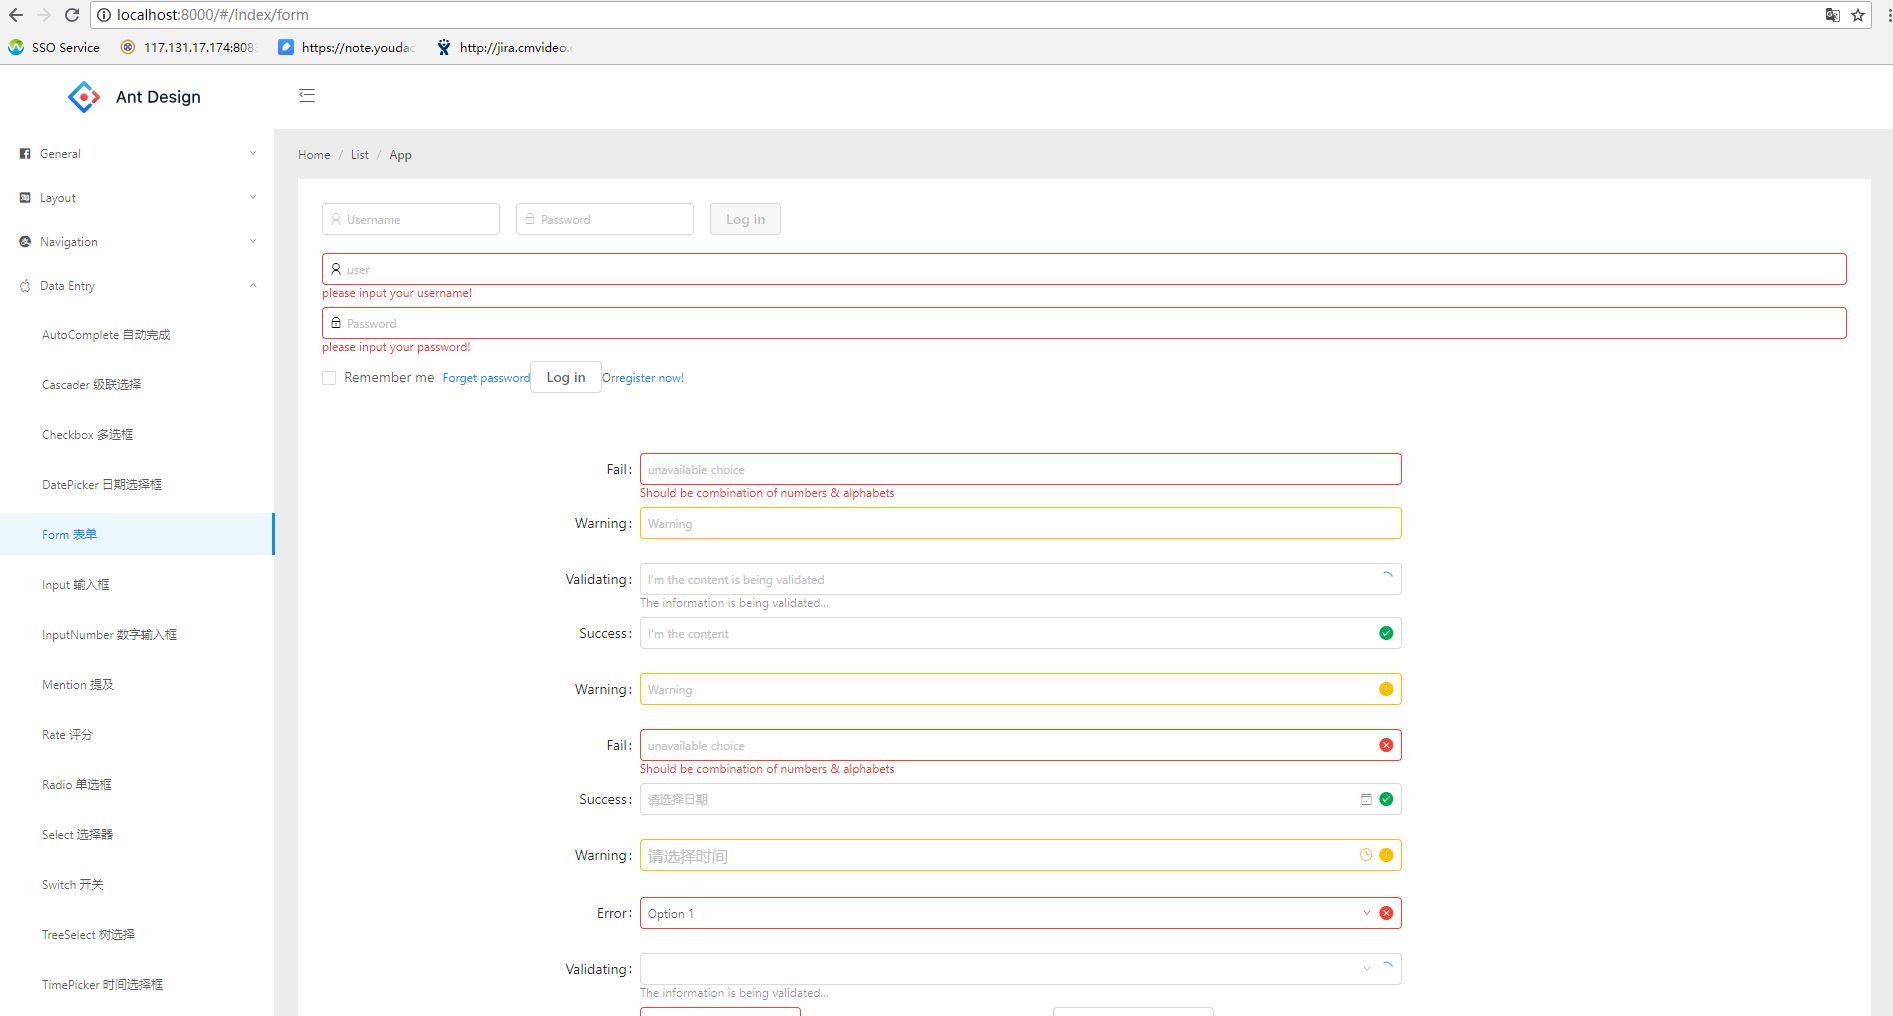 localhost:8000/#/index/form
SSO Service 117.131.17.174:808 https://note.youdao http://jira.cmvideo.
Ant Design
Home / List / App
General
Layout
Navigation
Data Entry
AutoComplete 自动完成
Cascader 级联选择
Checkbox 多选框
DatePicker 日期选择框
Form 表单
Input 输入框
InputNumber 数字输入框
Mention 提及
Rate 评分
Radio 单选框
Select 选择器
Switch 开关
TreeSelect 树选择
TimePicker 时间选择框
Username Password Log in
user
please input your username!
Password
please input your password!
Remember me Forget password Log in Orregister now!
Fail: unavailable choice
Should be combination of numbers & alphabets
Warning: Warning
Validating: I'm the content is being validated
The information is being validated...
Success: I'm the content
Warning: Warning
Fail: unavailable choice
Should be combination of numbers & alphabets
Success: 请选择日期
Warning: 请选择时间
Error: Option 1
Validating:
The information is being validated...